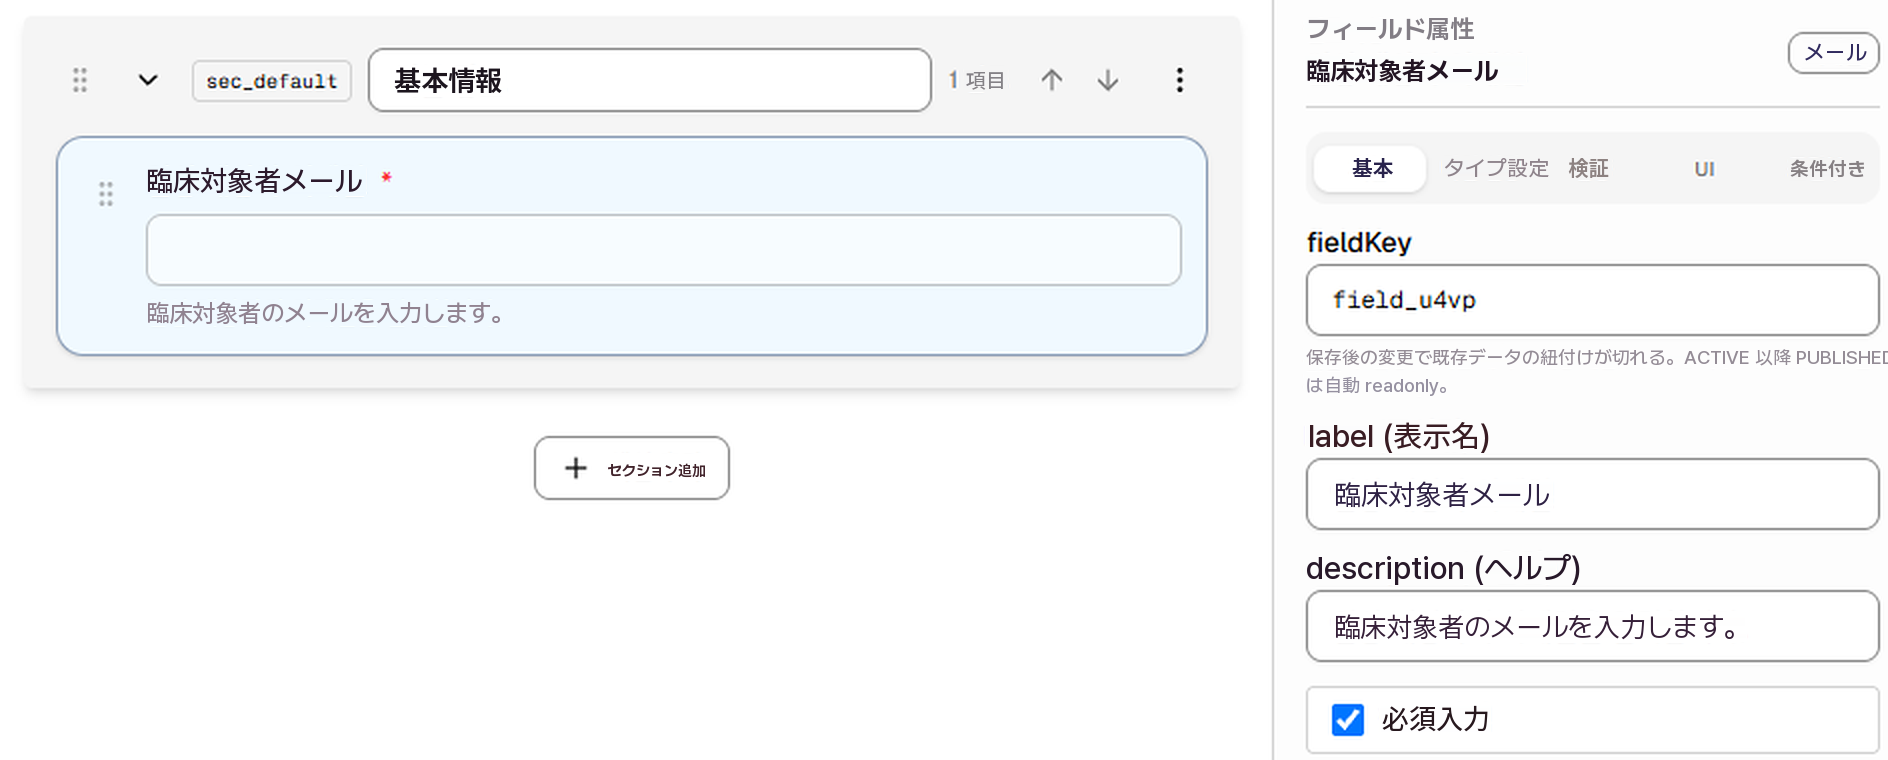 sec_default
基本情報
1 項目
臨床対象者メール *
臨床対象者のメールを入力します。
セクション追加
フィールド属性
臨床対象者メール
メール
基本 タイプ設定 検証 UI 条件付き
fieldKey
field_u4vp
保存後の変更で既存データの紐付けが切れる。ACTIVE 以降 PUBLISHED
は自動 readonly。
label (表示名)
臨床対象者メール
description (ヘルプ)
臨床対象者のメールを入力します。
必須入力